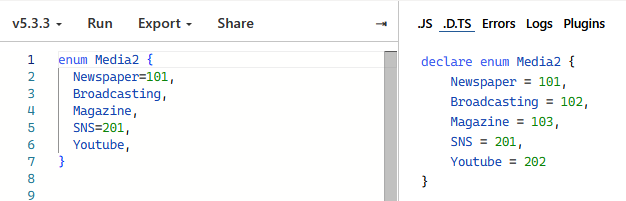 v5.3.3 Run Export Share
1 enum Media2 {
2 Newspaper=101,
3 Broadcasting,
4 Magazine,
5 SNS=201,
6 Youtube,
7 }
8
9
.JS .D.TS Errors Logs Plugins
declare enum Media2 {
    Newspaper = 101,
    Broadcasting = 102,
    Magazine = 103,
    SNS = 201,
    Youtube = 202
}